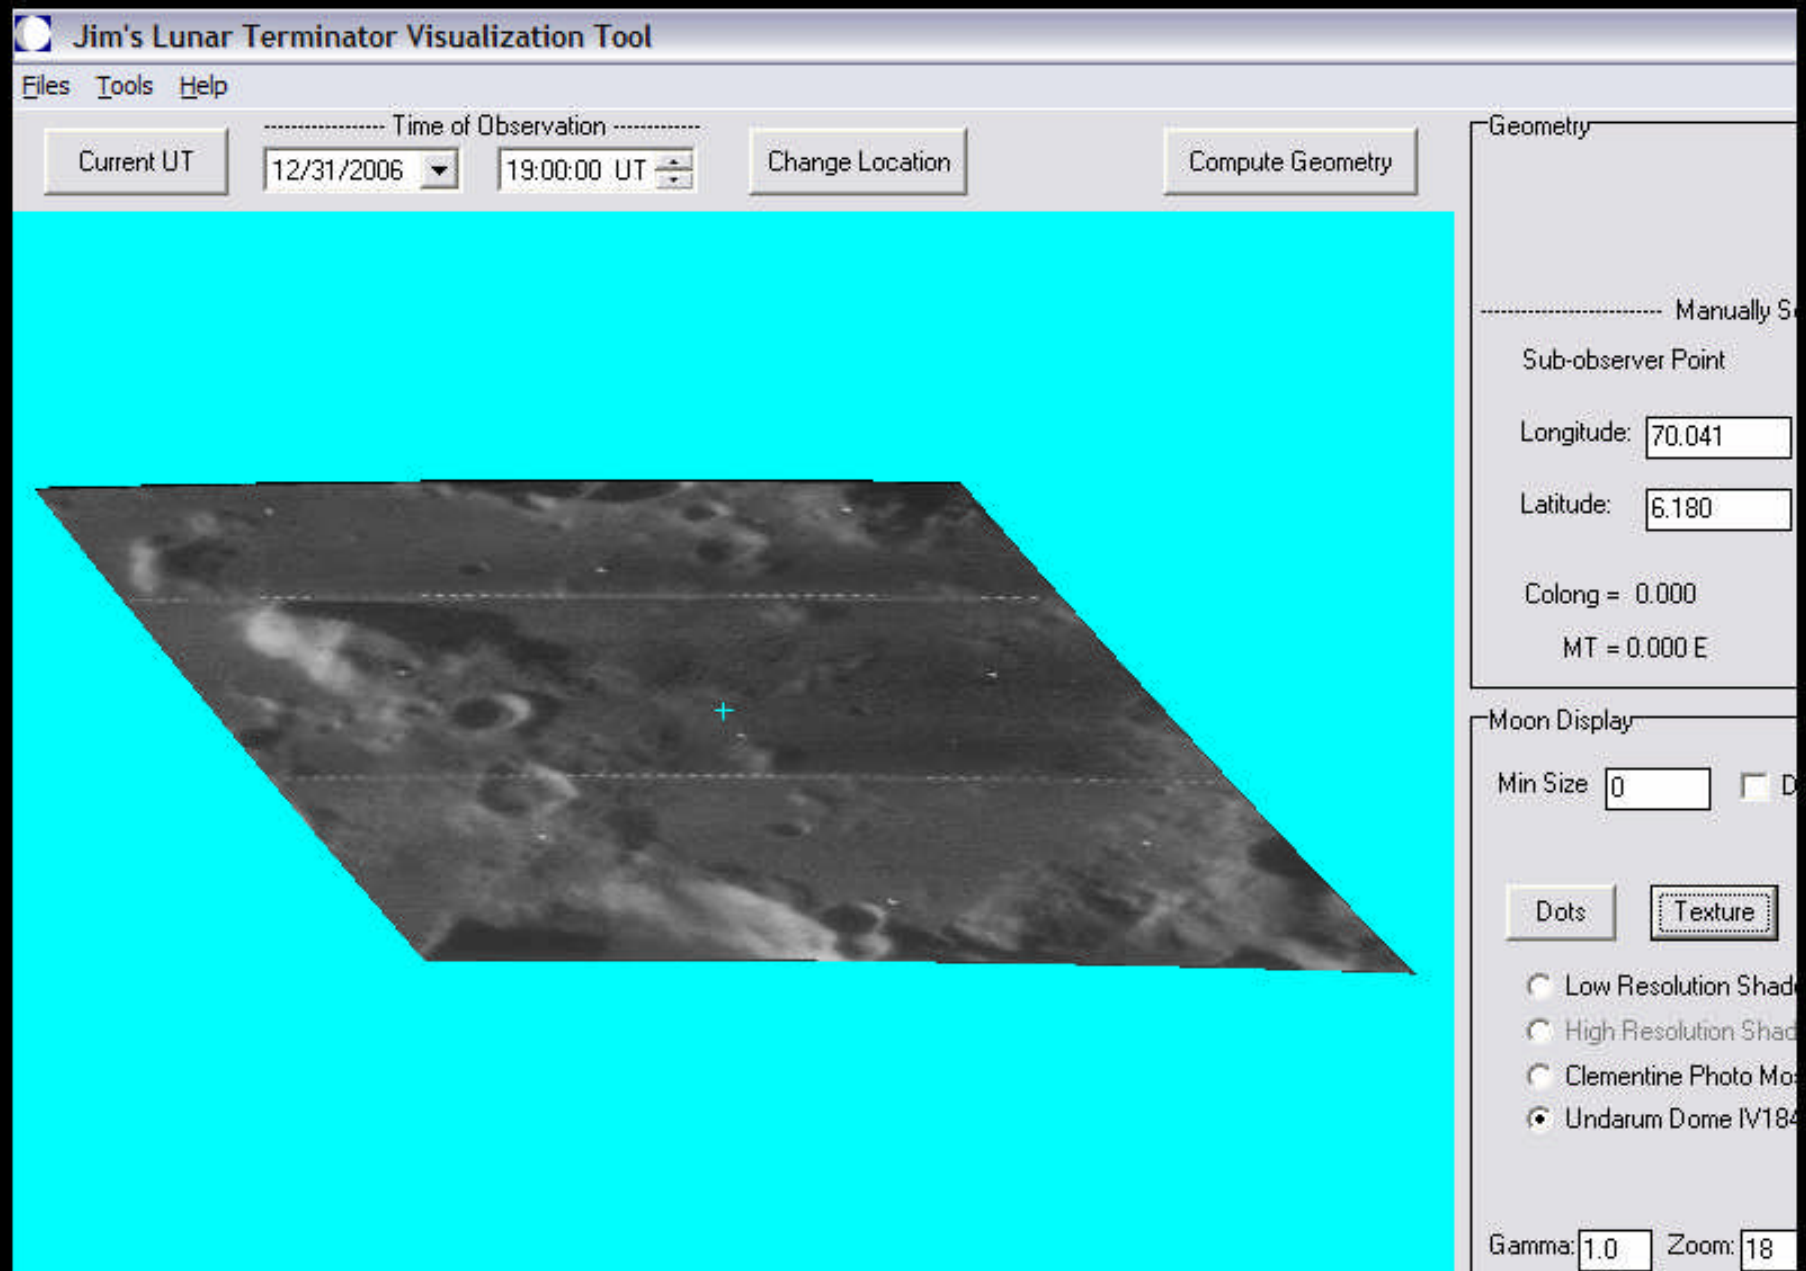 Jim's Lunar Terminator Visualization Tool
Files Tools Help
Current UT
---------------- Time of Observation ------------
12/31/2006
19:00:00 UT
Change Location
Compute Geometry
Geometry
------------------------ Manually
Sub-observer Point
Longitude: 70.041
Latitude: 6.180
Colong = 0.000
MT = 0.000 E
Moon Display
Min Size 0
Dots Texture
Low Resolution
High Resolution
Clementine Photo
Undarum Dome IV184
Gamma: 1.0 Zoom: 18